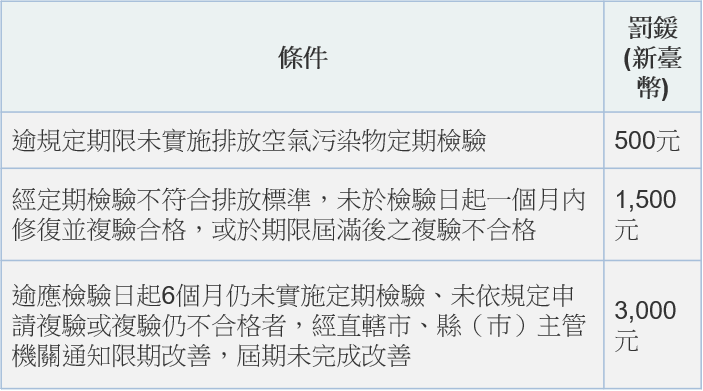 條件
罰鍰
(新臺
幣)
逾規定期限未實施排放空氣污染物定期檢驗
500元
經定期檢驗不符合排放標準，未於檢驗日起一個月內
修復並複驗合格，或於期限屆滿後之複驗不合格
1,500
元
逾應檢驗日起6個月仍未實施定期檢驗、未依規定申
請複驗或複驗仍不合格者，經直轄市、縣（市）主管
機關通知限期改善，屆期未完成改善
3,000
元